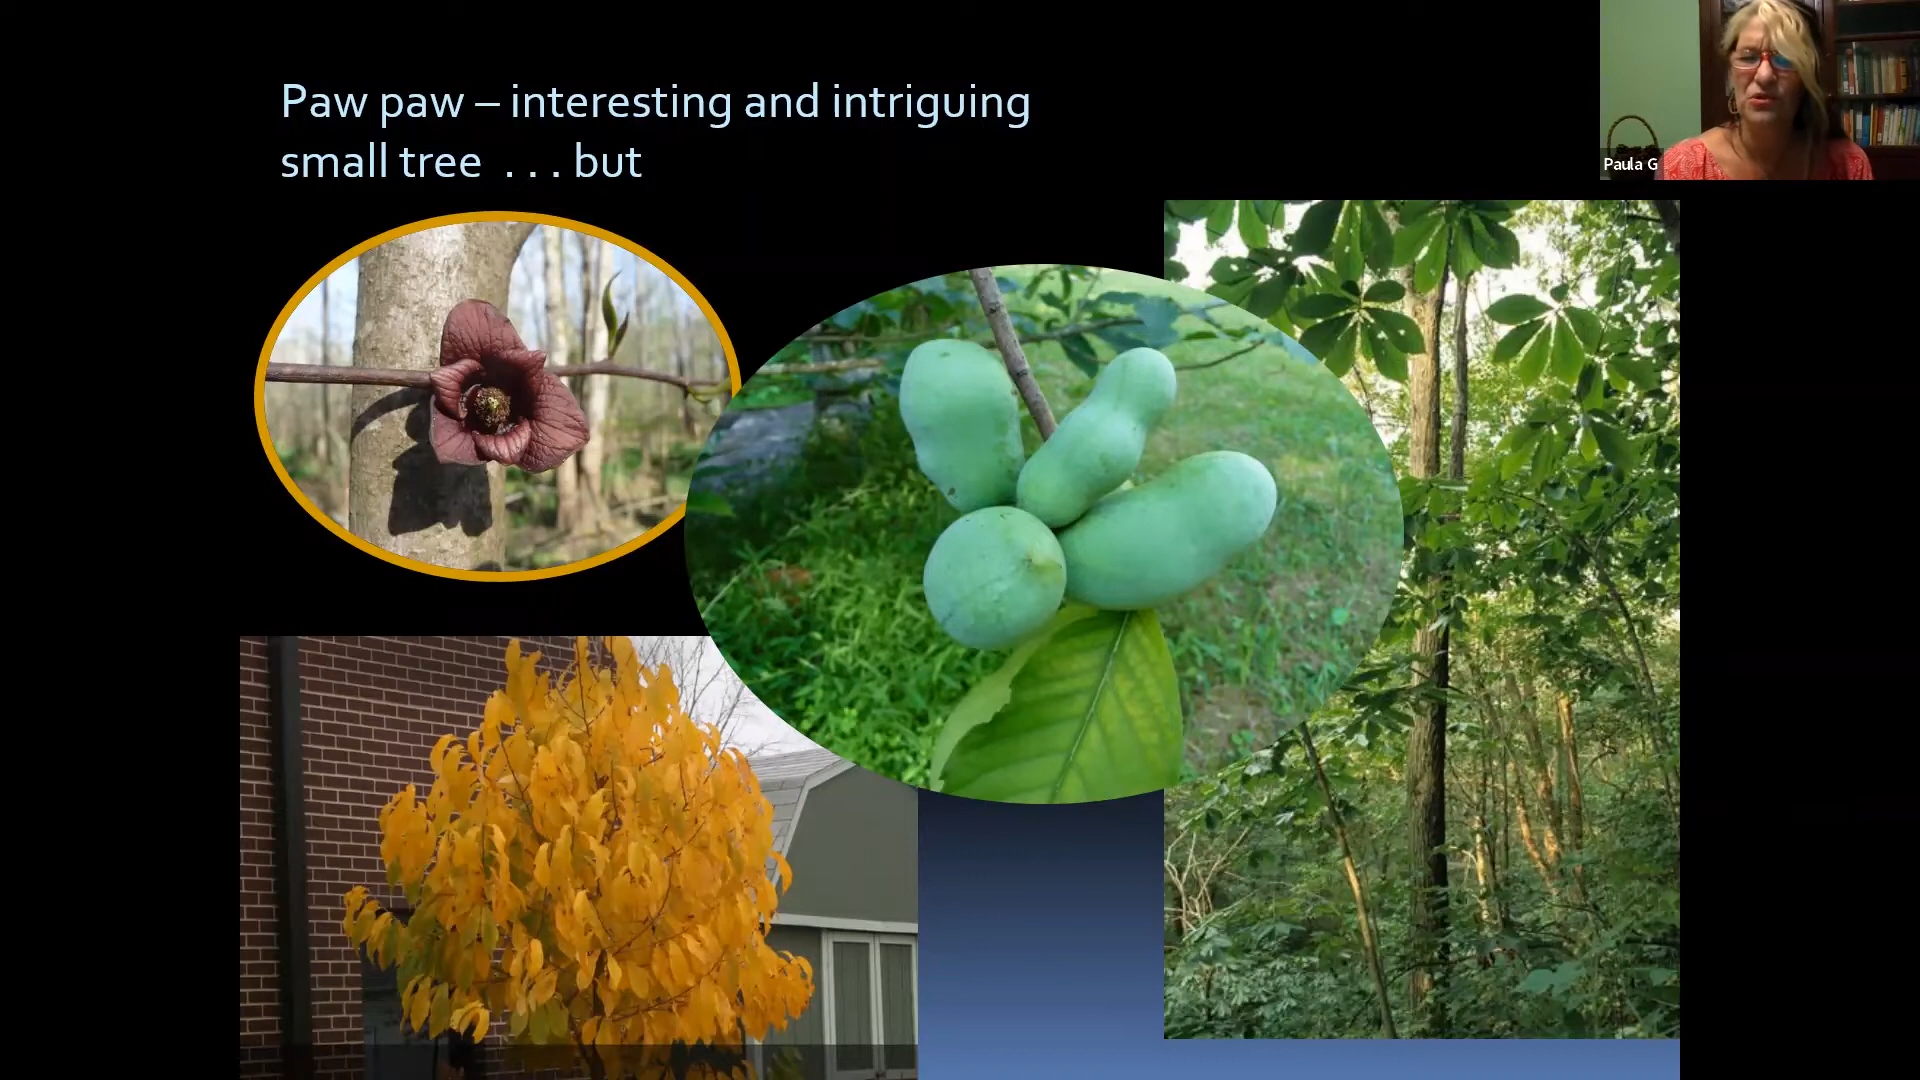 Paw paw – interesting and intriguing
small tree . . . but
Paula G